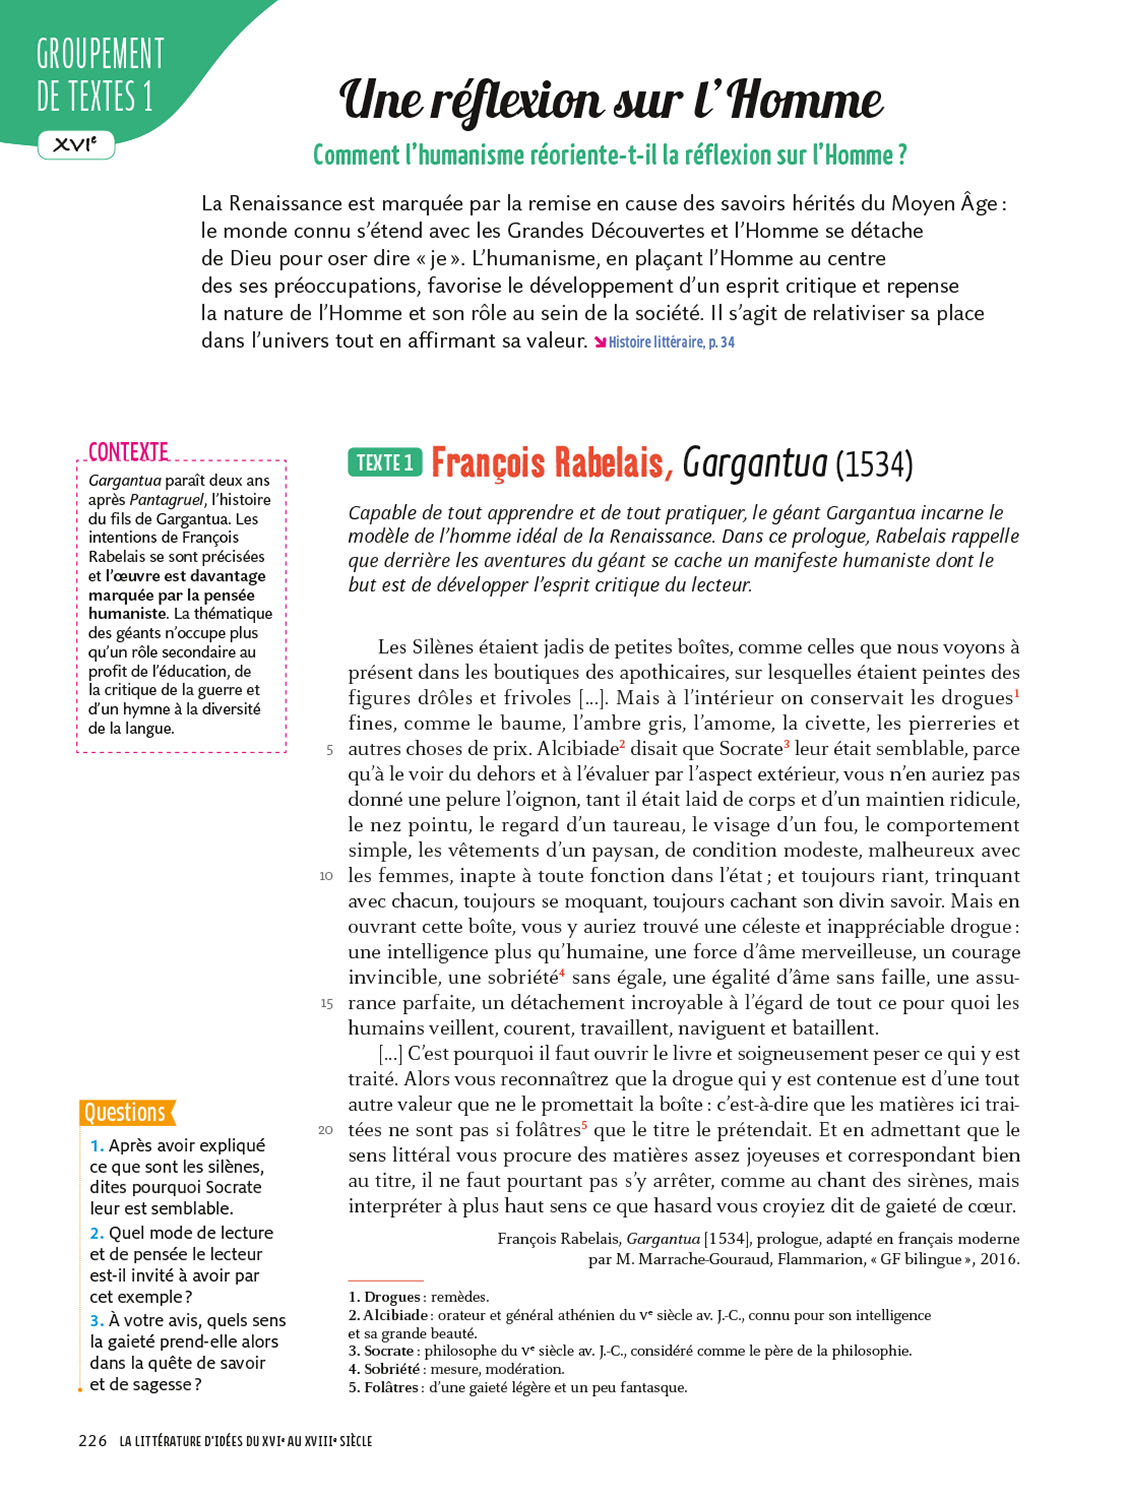 GROUPEMENT
DE TEXTES 1
XVIe
Une réflexion sur l’Homme
Comment l’humanisme réoriente-t-il la réflexion sur l’Homme ?
La Renaissance est marquée par la remise en cause des savoirs hérités du Moyen Âge :
le monde connu s’étend avec les Grandes Découvertes et l’Homme se détache
de Dieu pour oser dire « je ». L’humanisme, en plaçant l’Homme au centre
des ses préoccupations, favorise le développement d’un esprit critique et repense
la nature de l’Homme et son rôle au sein de la société. Il s’agit de relativiser sa place
dans l’univers tout en affirmant sa valeur. ➘ Histoire littéraire, p. 34
CONTEXTE
Gargantua paraît deux ans
après Pantagruel, l’histoire
du fils de Gargantua. Les
intentions de François
Rabelais se sont précisées
et l’œuvre est davantage
marquée par la pensée
humaniste. La thématique
des géants n’occupe plus
qu’un rôle secondaire au
profit de l’éducation, de
la critique de la guerre et
d’un hymne à la diversité
de la langue.
TEXTE 1 François Rabelais, Gargantua (1534)
Capable de tout apprendre et de tout pratiquer, le géant Gargantua incarne le
modèle de l’homme idéal de la Renaissance. Dans ce prologue, Rabelais rappelle
que derrière les aventures du géant se cache un manifeste humaniste dont le
but est de développer l’esprit critique du lecteur.
Les Silènes étaient jadis de petites boîtes, comme celles que nous voyons à
présent dans les boutiques des apothicaires, sur lesquelles étaient peintes des
figures drôles et frivoles [...]. Mais à l’intérieur on conservait les drogues1
fines, comme le baume, l’ambre gris, l’amome, la civette, les pierreries et
5 autres choses de prix. Alcibiade2 disait que Socrate3 leur était semblable, parce
qu’à le voir du dehors et à l’évaluer par l’aspect extérieur, vous n’en auriez pas
donné une pelure l’oignon, tant il était laid de corps et d’un maintien ridicule,
le nez pointu, le regard d’un taureau, le visage d’un fou, le comportement
simple, les vêtements d’un paysan, de condition modeste, malheureux avec
10 les femmes, inapte à toute fonction dans l’état ; et toujours riant, trinquant
avec chacun, toujours se moquant, toujours cachant son divin savoir. Mais en
ouvrant cette boîte, vous y auriez trouvé une céleste et inappréciable drogue :
une intelligence plus qu’humaine, une force d’âme merveilleuse, un courage
invincible, une sobriété4 sans égale, une égalité d’âme sans faille, une assu-
15 rance parfaite, un détachement incroyable à l’égard de tout ce pour quoi les
humains veillent, courent, travaillent, naviguent et bataillent.
[...] C’est pourquoi il faut ouvrir le livre et soigneusement peser ce qui y est
traité. Alors vous reconnaîtrez que la drogue qui y est contenue est d’une tout
autre valeur que ne le promettait la boîte : c’est-à-dire que les matières ici trai-
20 tées ne sont pas si folâtres5 que le titre le prétendait. Et en admettant que le
sens littéral vous procure des matières assez joyeuses et correspondant bien
au titre, il ne faut pourtant pas s’y arrêter, comme au chant des sirènes, mais
interpréter à plus haut sens ce que hasard vous croyiez dit de gaieté de cœur.
François Rabelais, Gargantua [1534], prologue, adapté en français moderne
par M. Marrache-Gouraud, Flammarion, « GF bilingue », 2016.
1. Drogues : remèdes.
2. Alcibiade : orateur et général athénien du Ve siècle av. J.-C., connu pour son intelligence
et sa grande beauté.
3. Socrate : philosophe du Ve siècle av. J.-C., considéré comme le père de la philosophie.
4. Sobriété : mesure, modération.
5. Folâtres : d’une gaieté légère et un peu fantasque.
Questions
1. Après avoir expliqué
ce que sont les silènes,
dites pourquoi Socrate
leur est semblable.
2. Quel mode de lecture
et de pensée le lecteur
est-il invité à avoir par
cet exemple ?
3. À votre avis, quels sens
la gaieté prend-elle alors
dans la quête de savoir
et de sagesse ?
226 LA LITTÉRATURE D’IDÉES DU XVIe AU XVIIIe SIÈCLE